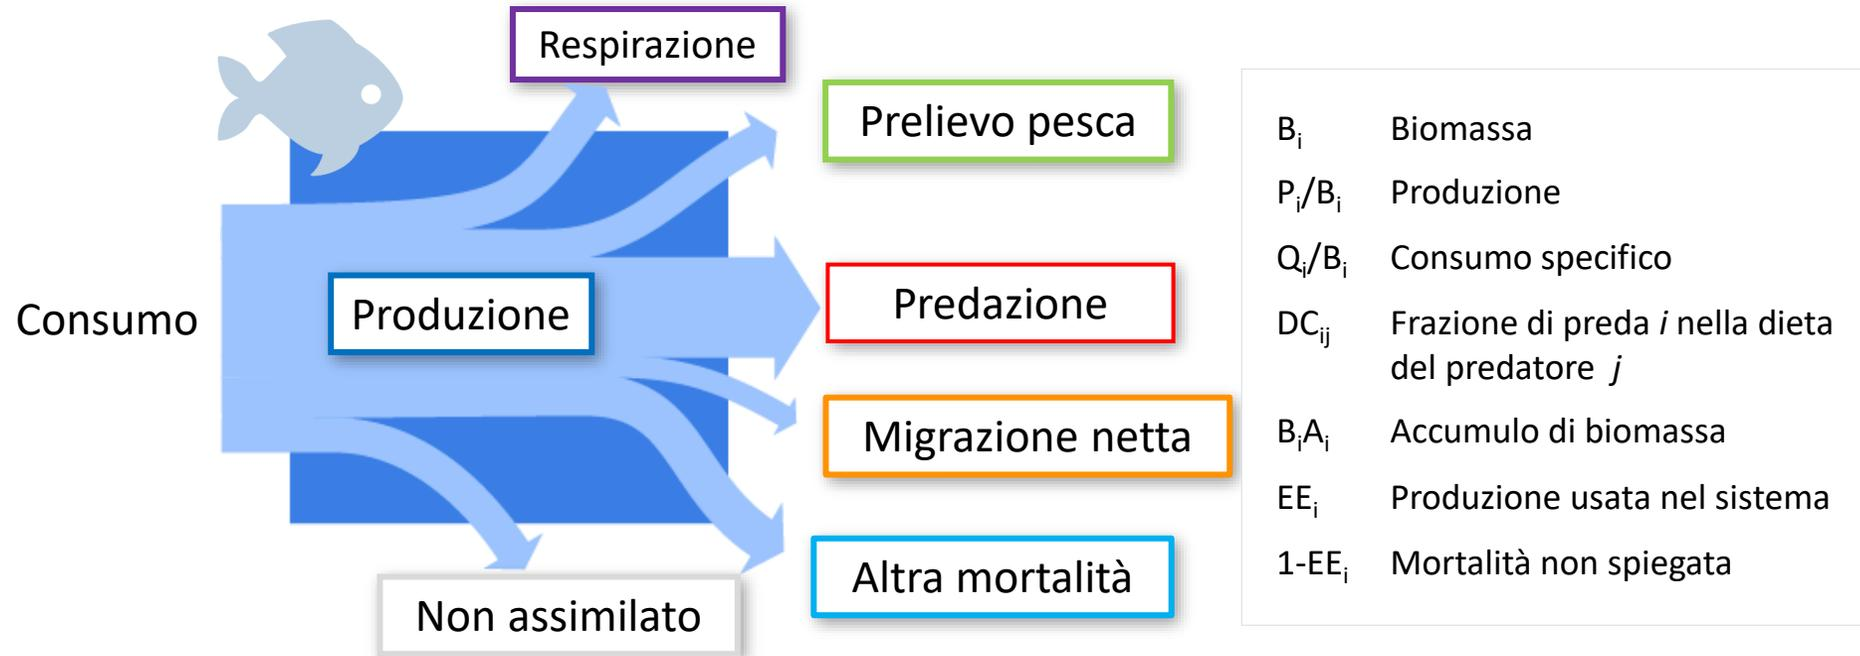 Respirazione
Prelievo pesca
Consumo
Produzione
Predazione
Migrazione netta
Altra mortalità
Non assimilato
Bi Biomassa
Pi/Bi Produzione
Qi/Bi Consumo specifico
DCij Frazione di preda i nella dieta
del predatore j
BiAi Accumulo di biomassa
EEi Produzione usata nel sistema
1-EEi Mortalità non spiegata